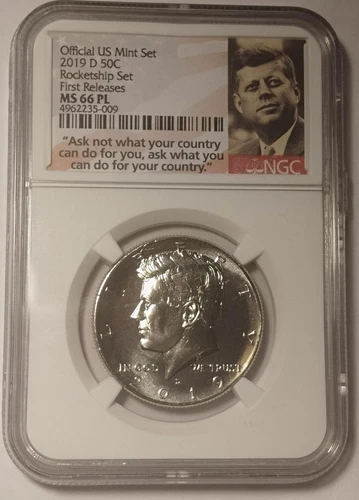 Official US Mint Set
2019 D 50C
Rocketship Set
First Releases
MS 66 PL
4962235-009
"Ask not what your country
can do for you, ask what you
can do for your country."
NGC
LIBERTY
IN GOD WE TRUST
D
2019